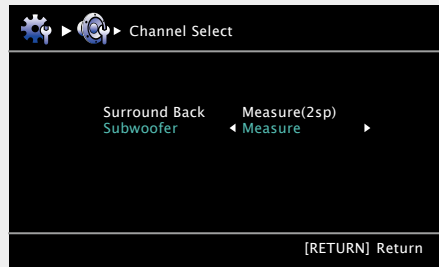 Channel Select
Surround Back Measure(2sp)
Subwoofer Measure
[RETURN] Return